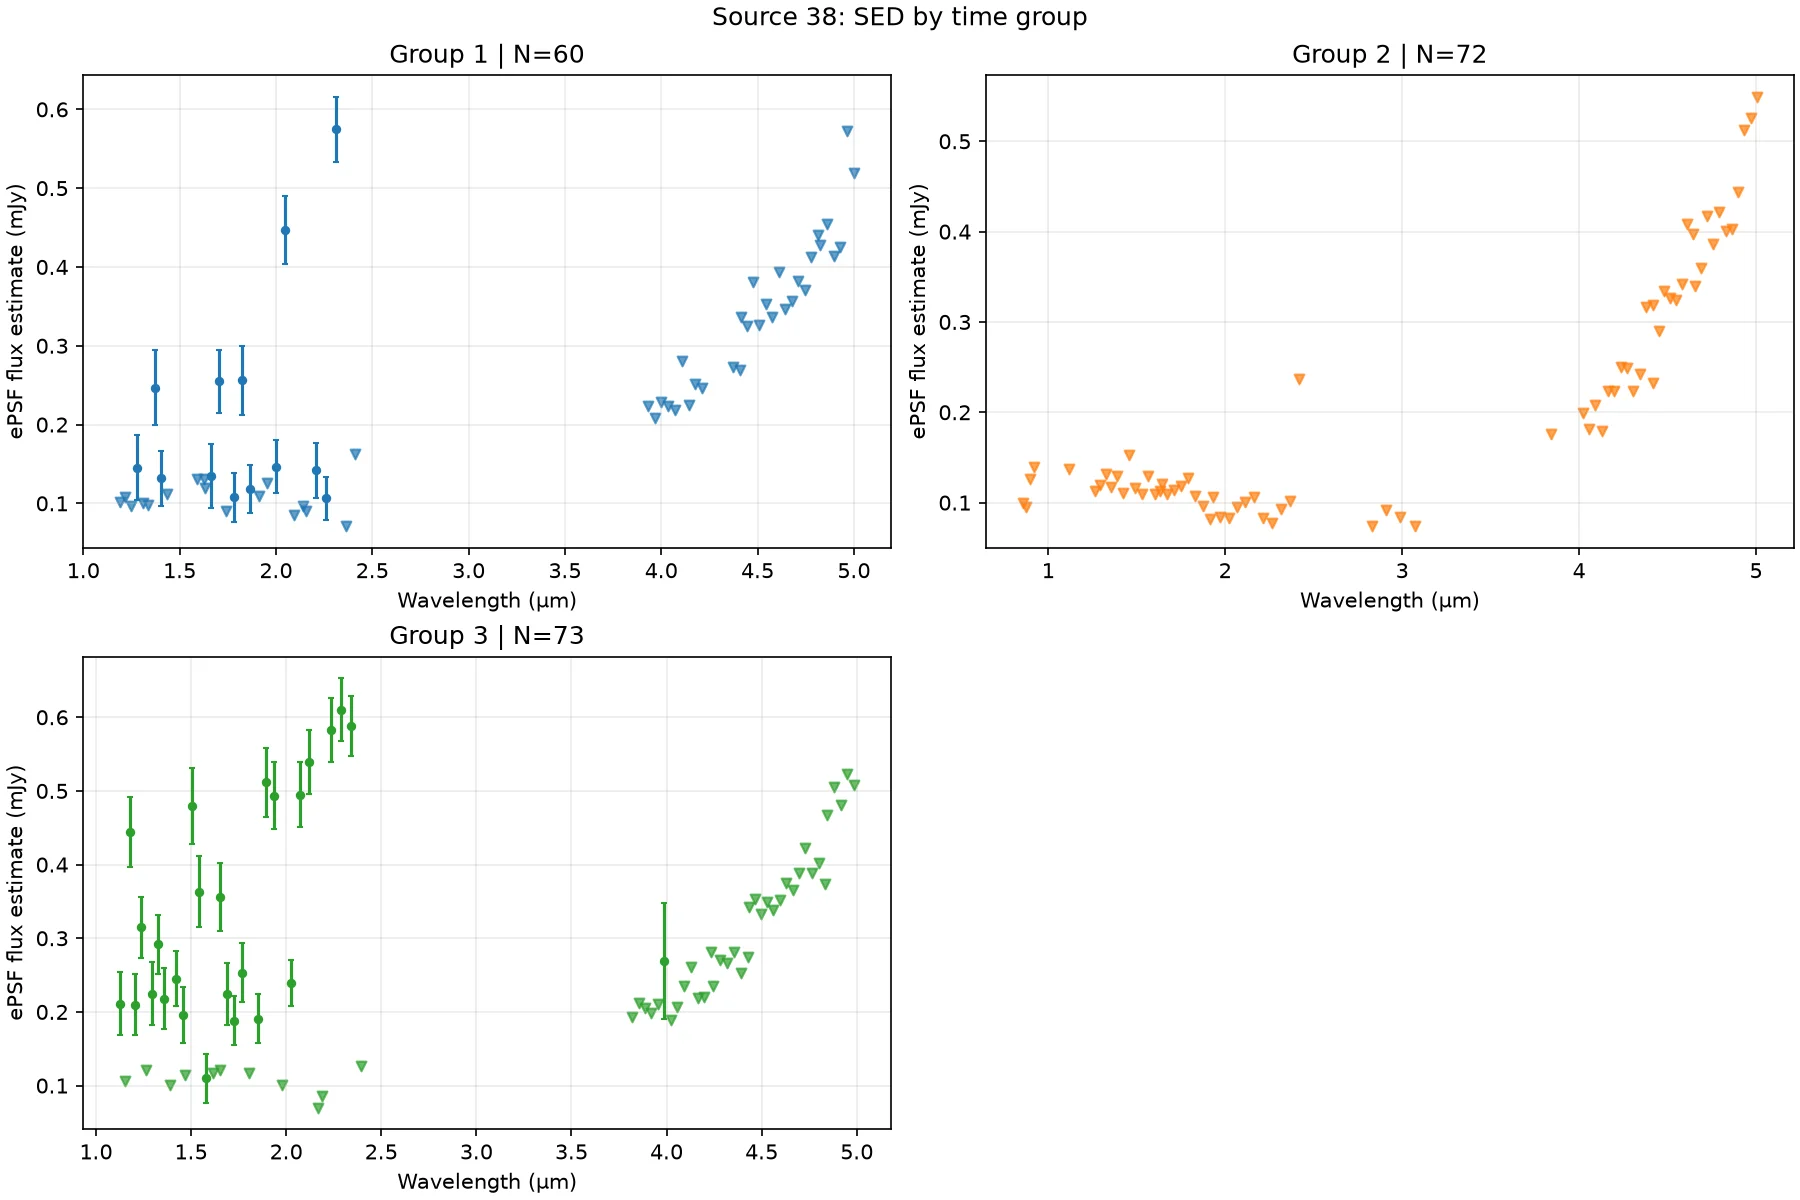 Source 38: SED by time group
Group 1 | N=60
ePSF flux estimate (mJy)
0.6
0.5
0.4
0.3
0.2
0.1
1.0 1.5 2.0 2.5 3.0 3.5 4.0 4.5 5.0
Wavelength (µm)
Group 2 | N=72
ePSF flux estimate (mJy)
0.5
0.4
0.3
0.2
0.1
1 2 3 4 5
Wavelength (µm)
Group 3 | N=73
ePSF flux estimate (mJy)
0.6
0.5
0.4
0.3
0.2
0.1
1.0 1.5 2.0 2.5 3.0 3.5 4.0 4.5 5.0
Wavelength (µm)